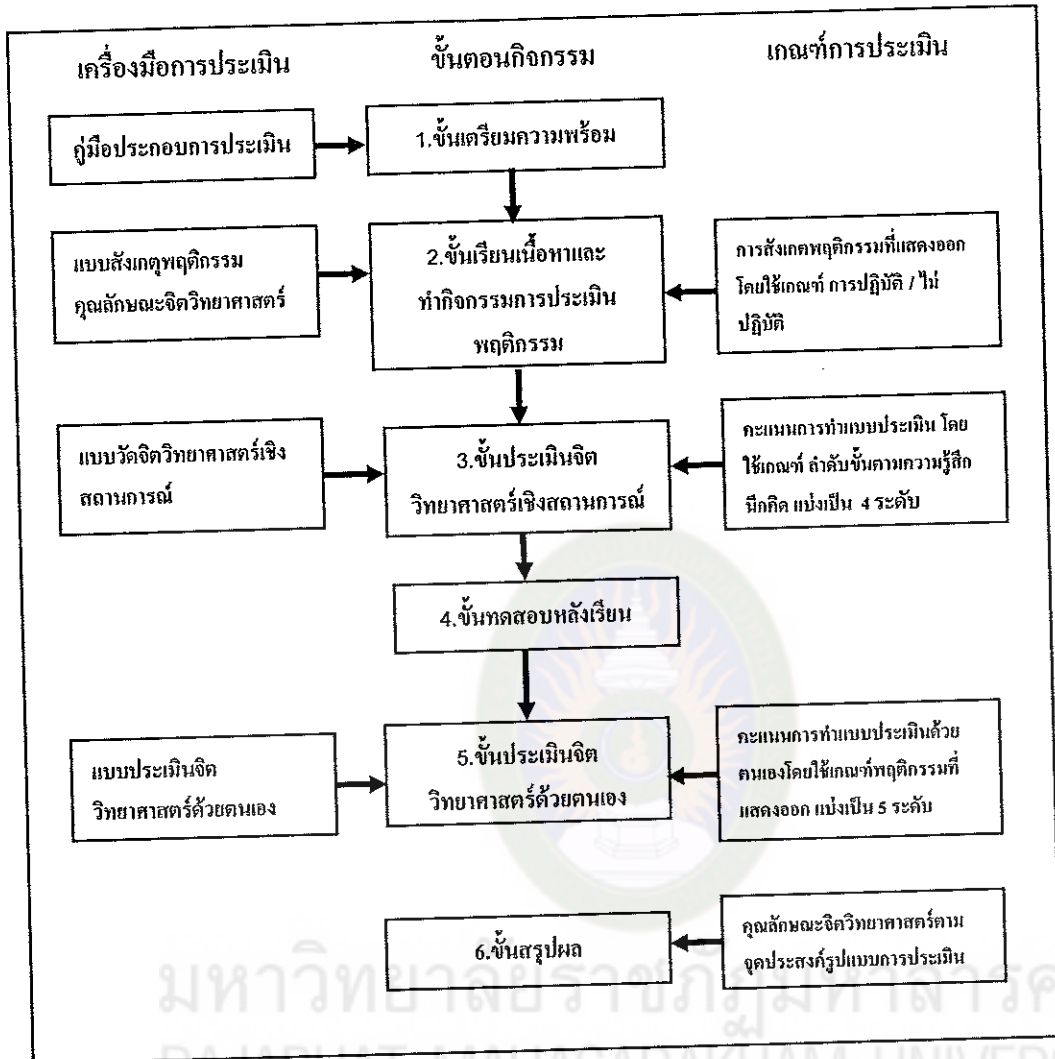 เครื่องมือการประเมิน
ขั้นตอนกิจกรรม
เกณฑ์การประเมิน
คู่มือประกอบการประเมิน
1.ขั้นเตรียมความพร้อม
แบบสังเกตุพฤติกรรม
คุณลักษณะจิตวิทยาศาสตร์
2.ขั้นเรียนเนื้อหาและ
ทำกิจกรรมการประเมิน
พฤติกรรม
การสังเกตพฤติกรรมที่แสดงออก
โดยใช้เกณฑ์ การปฏิบัติ / ไม่
ปฏิบัติ
แบบวัดจิตวิทยาศาสตร์เชิง
สถานการณ์
3.ขั้นประเมินจิต
วิทยาศาสตร์เชิงสถานการณ์
คะแนนการทำแบบประเมิน โดย
ใช้เกณฑ์ ลำดับขั้นตามความรู้สึก
นึกคิด แบ่งเป็น 4 ระดับ
4.ขั้นทดสอบหลังเรียน
แบบประเมินจิต
วิทยาศาสตร์ด้วยตนเอง
5.ขั้นประเมินจิต
วิทยาศาสตร์ด้วยตนเอง
คะแนนการทำแบบประเมินด้วย
ตนเองโดยใช้เกณฑ์พฤติกรรมที่
แสดงออก แบ่งเป็น 5 ระดับ
6.ขั้นสรุปผล
คุณลักษณะจิตวิทยาศาสตร์ตาม
จุดประสงค์รูปแบบการประเมิน
มหาวิทยาลัยราชภัฏมหาสารค
RAJABHAT MAHASARAKHAM UNIVER